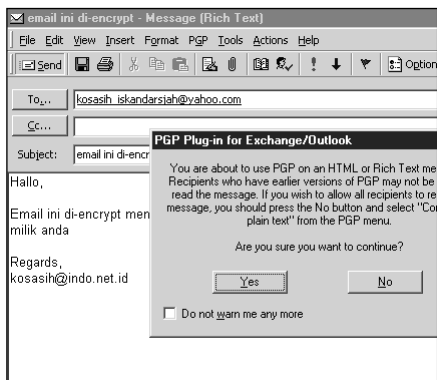 email ini di-encrypt - Message (Rich Text)
File Edit View Insert Format PGP Tools Actions Help
Send Option
To... kosasih_iskandarsjah@yahoo.com
Cc...
Subject: email ini di-encr
Hallo,
Email ini di-encrypt men
milik anda
Regards,
kosasih@indo.net.id
PGP Plug-in for Exchange/Outlook
You are about to use PGP on an HTML or Rich Text me
Recipients who have earlier versions of PGP may not be
read the message. If you wish to allow all recipients to re
message, you should press the No button and select "Co
plain text" from the PGP menu.
Are you sure you want to continue?
Yes No
Do not warn me any more